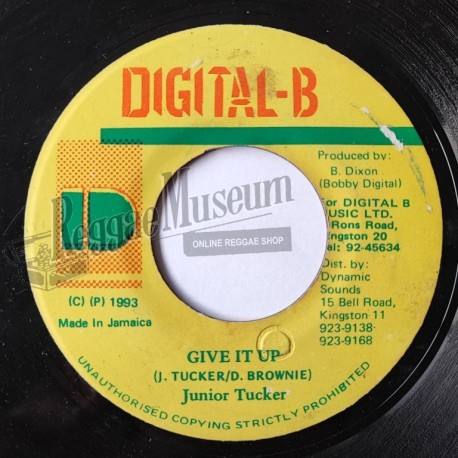 DIGITAL-B
Produced by:
B. Dixon
(Bobby Digital)
For DIGITAL B
MUSIC LTD.
Rons Road,
Kingston 20
Tel: 92-45634
Dist. by:
Dynamic
Sounds
15 Bell Road,
Kingston 11
923-9138-
923-9168
D
ReggaeMuseum
ONLINE REGGAE SHOP
(C) (P) 1993
Made In Jamaica
GIVE IT UP
(J. TUCKER/D. BROWNIE)
Junior Tucker
UNAUTHORISED COPYING STRICTLY PROHIBITED